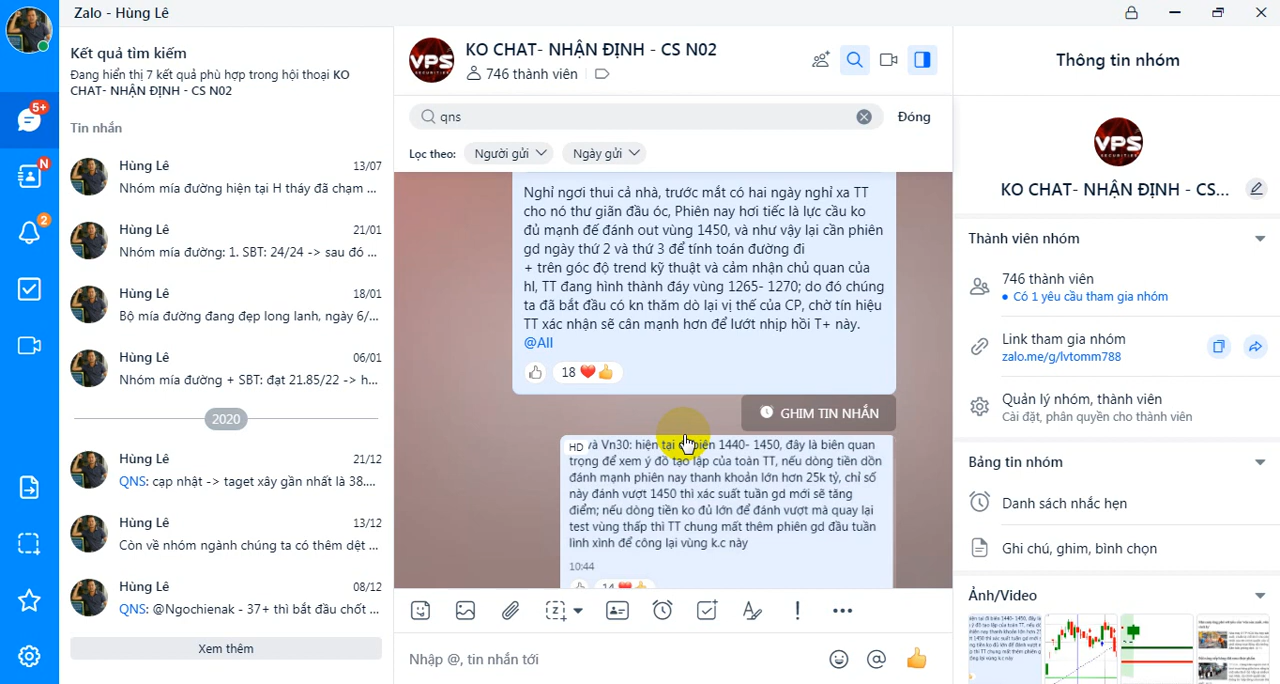 Zalo - Hùng Lê
5+
N
2
Kết quả tìm kiếm
Đang hiển thị 7 kết quả phù hợp trong hội thoại KO
CHAT- NHẬN ĐỊNH - CS N02
Tin nhắn
Hùng Lê 13/07
Nhóm mía đường hiện tại H tháy đã chạm ...
Hùng Lê 21/01
Nhóm mía đường: 1. SBT: 24/24 -> sau đó ...
Hùng Lê 18/01
Bộ mía đường đang đẹp long lanh, ngày 6/...
Hùng Lê 06/01
Nhóm mía đường + SBT: đạt 21.85/22 -> h...
2020
Hùng Lê 21/12
QNS: cạp nhật -> taget xây gần nhất là 38....
Hùng Lê 13/12
Còn về nhóm ngành chúng ta có thêm dệt ...
Hùng Lê 08/12
QNS: @Ngochienak - 37+ thì bắt đầu chốt ...
Xem thêm
VPS
SECURITIES
KO CHAT- NHẬN ĐỊNH - CS N02
746 thành viên
qns
Đóng
Lọc theo: Người gửi Ngày gửi
Nghỉ ngơi thui cả nhà, trước mắt có hai ngày nghỉ xa TT
cho nó thư giãn đầu óc, Phiên nay hơi tiếc là lực cầu ko
đủ mạnh để đánh out vùng 1450, và như vậy lại cần phiên
gd ngày thứ 2 và thứ 3 để tính toán đường đi
+ trên góc độ trend kỹ thuật và cảm nhận chủ quan của
hl, TT đang hình thành đáy vùng 1265- 1270; do đó chúng
ta đã bắt đầu có kn thăm dò lại vị thế của CP, chờ tín hiệu
TT xác nhận sẽ cân mạnh hơn để lướt nhịp hồi T+ này.
@All
18
GHIM TIN NHẮN
HD và Vn30: hiện tại biên 1440- 1450, đây là biên quan
trọng để xem ý đồ tạo lập của toàn TT, nếu dòng tiền dồn
đánh mạnh phiên nay thanh khoản lớn hơn 25k tỷ, chỉ số
này đánh vượt 1450 thì xác suất tuần gd mới sẽ tăng
điểm; nếu dòng tiền ko đủ lớn để đánh vượt mà quay lại
test vùng thấp thì TT chung mất thêm phiên gd đầu tuần
lình xình để công lại vùng k.c này
10:44
14
Nhập @, tin nhắn tới
Thông tin nhóm
VPS
SECURITIES
KO CHAT- NHẬN ĐỊNH - CS...
Thành viên nhóm
746 thành viên
Có 1 yêu cầu tham gia nhóm
Link tham gia nhóm
zalo.me/g/lvtomm788
Quản lý nhóm, thành viên
Cài đặt, phân quyền cho thành viên
Bảng tin nhóm
Danh sách nhắc hẹn
Ghi chú, ghim, bình chọn
Ảnh/Video